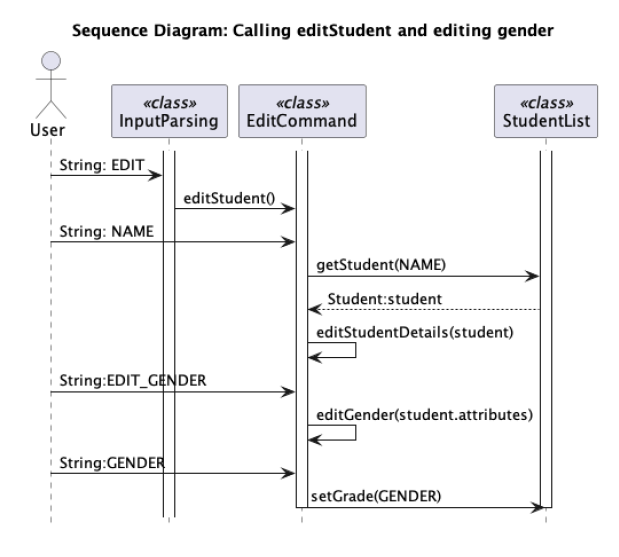 Sequence Diagram: Calling editStudent and editing gender
User
«class»
InputParsing
«class»
EditCommand
«class»
StudentList
String: EDIT
editStudent()
String: NAME
getStudent(NAME)
Student:student
editStudentDetails(student)
String:EDIT_GENDER
editGender(student.attributes)
String:GENDER
setGrade(GENDER)